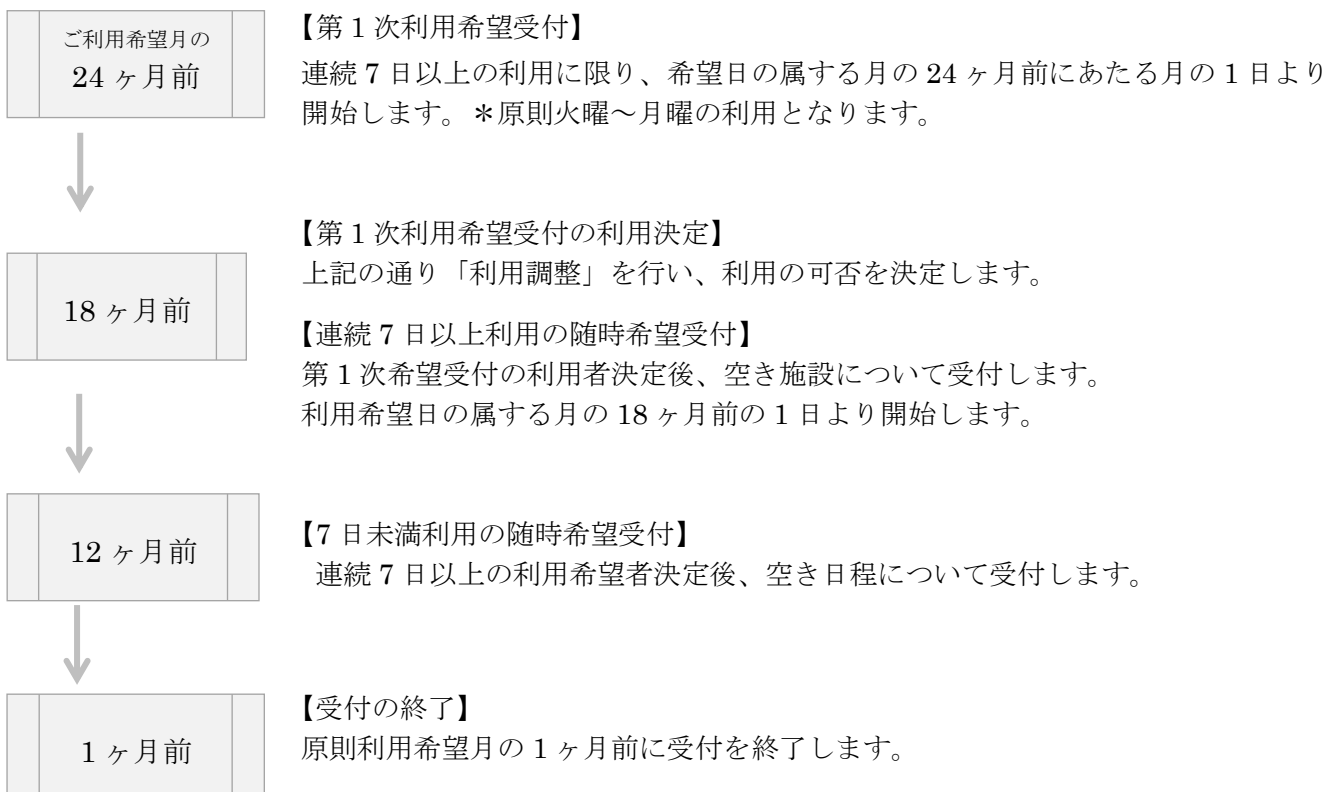 ご利用希望月の
24 ヶ月前
【第 1 次利用希望受付】
連続 7 日以上の利用に限り、希望日の属する月の 24 ヶ月前にあたる月の 1 日より
開始します。＊原則火曜～月曜の利用となります。
18 ヶ月前
【第 1 次利用希望受付の利用決定】
上記の通り「利用調整」を行い、利用の可否を決定します。
【連続 7 日以上利用の随時希望受付】
第 1 次希望受付の利用者決定後、空き施設について受付します。
利用希望日の属する月の 18 ヶ月前の 1 日より開始します。
12 ヶ月前
【7 日未満利用の随時希望受付】
連続 7 日以上の利用希望者決定後、空き日程について受付します。
1 ヶ月前
【受付の終了】
原則利用希望月の 1 ヶ月前に受付を終了します。